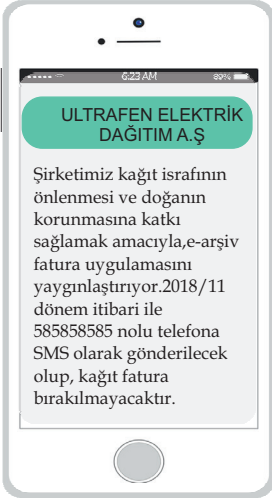 6:23 AM 89%
ULTRAFEN ELEKTRİK
DAĞITIM A.Ş
Şirketimiz kağıt israfının
önlenmesi ve doğanın
korunmasına katkı
sağlamak amacıyla,e-arşiv
fatura uygulamasını
yaygınlaştırıyor.2018/11
dönem itibari ile
585858585 nolu telefona
SMS olarak gönderilecek
olup, kağıt fatura
bırakılmayacaktır.